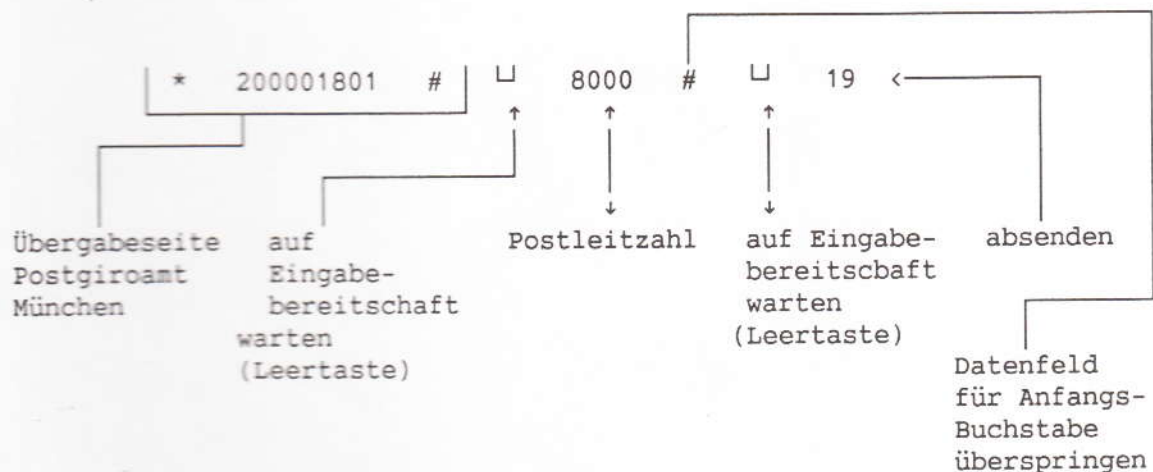 * 200001801 # ⌴ 8000 # ⌴ 19 <
Übergabeseite
Postgiroamt
München
auf
Eingabe-
bereitschaft
warten
(Leertaste)
Postleitzahl
auf Eingabe-
bereitscbaft
warten
(Leertaste)
absenden
Datenfeld
für Anfangs-
Buchstabe
überspringen